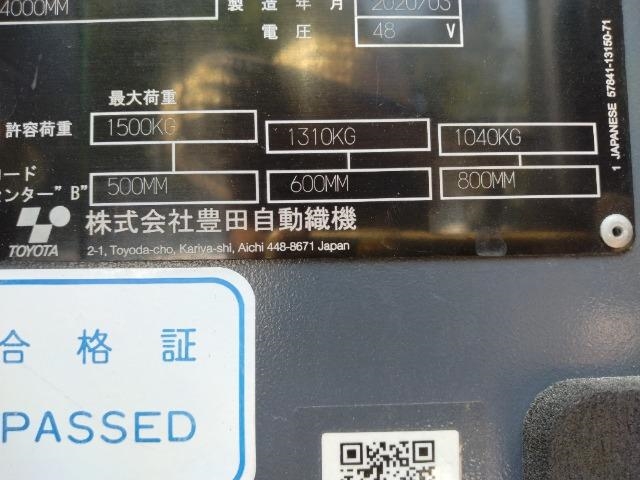 4000MM
製造年月 2020/03
電圧 48 V
最大荷重
許容荷重 1500KG 1310KG 1040KG
ード
ンター"B" 500MM 600MM 800MM
TOYOTA
株式会社豊田自動織機
2-1, Toyoda-cho, Kariya-shi, Aichi 448-8671 Japan
1 JAPANESE 57841-13150-71
合格証
PASSED